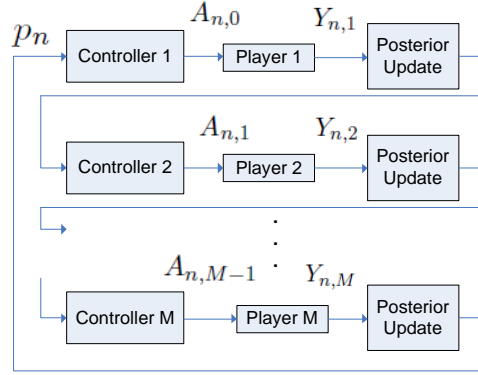 p_n A_{n,0} Y_{n,1}
Controller 1 Player 1 Posterior Update
A_{n,1} Y_{n,2}
Controller 2 Player 2 Posterior Update
⋮
A_{n,M−1} Y_{n,M}
Controller M Player M Posterior Update